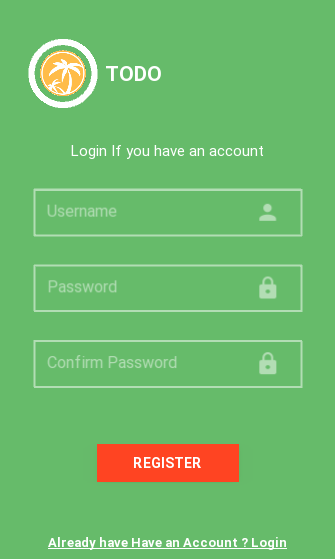 TODO
Login If you have an account
Username
Password
Confirm Password
REGISTER
Already have Have an Account ? Login